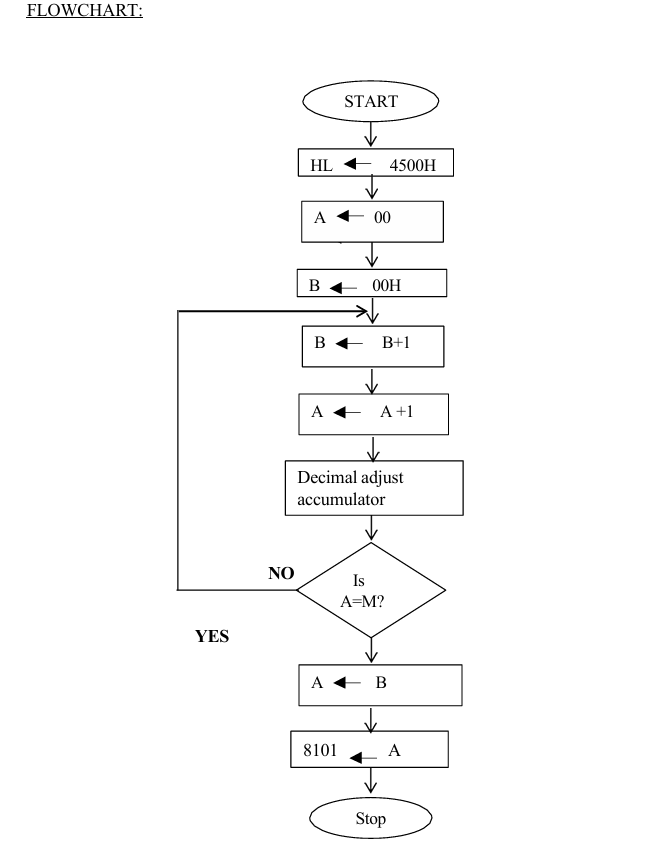 FLOWCHART:
START
HL 4500H
A 00
B 00H
B B+1
A A +1
Decimal adjust
accumulator
NO
Is
A=M?
YES
A B
8101 A
Stop